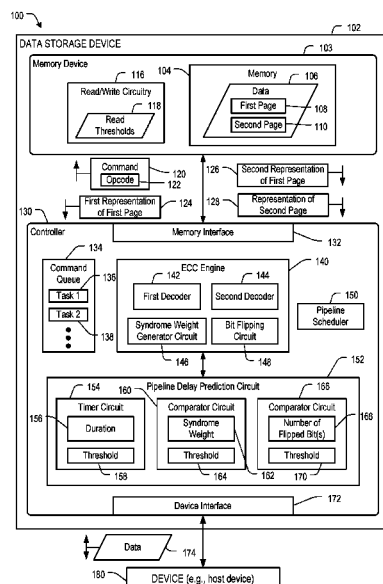 100
102
DATA STORAGE DEVICE
103
Memory Device
116
Read/Write Circuitry
118
Read
Thresholds
104
Memory
106
Data
First Page
108
Second Page
110
Command
120
Opcode
122
First Representation
of First Page
124
126
Second Representation
of First Page
128
Representation
of Second Page
130
Controller
Memory Interface
132
134
Command
Queue
136
Task 1
Task 2
138
ECC Engine
140
142
First Decoder
144
Second Decoder
Syndrome Weight
Generator Circuit
146
Bit Flipping
Circuit
148
150
Pipeline
Scheduler
152
Pipeline Delay Prediction Circuit
154
Timer Circuit
156
Duration
Threshold
158
160
Comparator Circuit
Syndrome
Weight
162
Threshold
164
166
Comparator Circuit
Number of
Flipped Bit(s)
168
Threshold
170
Device Interface
172
Data
174
180
DEVICE (e.g., host device)